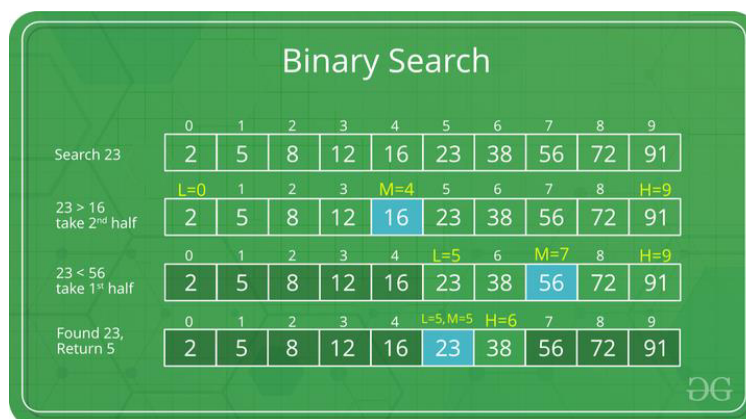 Binary Search
0 1 2 3 4 5 6 7 8 9
Search 23 2 5 8 12 16 23 38 56 72 91
L=0 1 2 3 M=4 5 6 7 8 H=9
23 > 16
take 2nd half 2 5 8 12 16 23 38 56 72 91
0 1 2 3 4 L=5 6 M=7 8 H=9
23 < 56
take 1st half 2 5 8 12 16 23 38 56 72 91
0 1 2 3 4 L=5, M=5 H=6 7 8 9
Found 23,
Return 5 2 5 8 12 16 23 38 56 72 91
GG